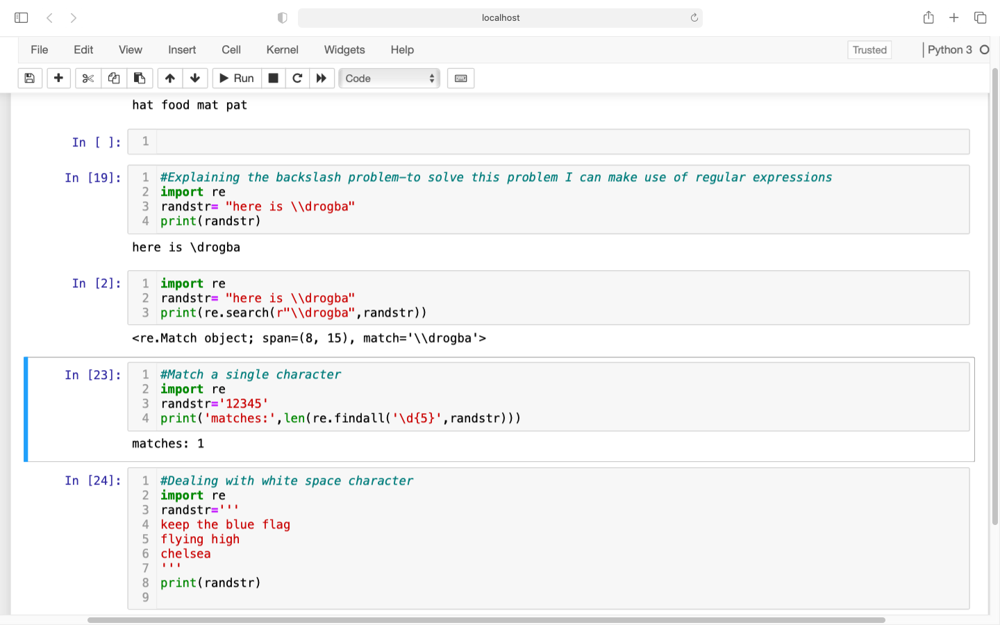 localhost
File Edit View Insert Cell Kernel Widgets Help Trusted Python 3
Run Code
hat food mat pat
In [ ]: 1
In [19]: 1 #Explaining the backslash problem-to solve this problem I can make use of regular expressions
2 import re
3 randstr= "here is \\drogba"
4 print(randstr)
here is \drogba
In [2]: 1 import re
2 randstr= "here is \\drogba"
3 print(re.search(r"\\drogba",randstr))
<re.Match object; span=(8, 15), match='\\drogba'>
In [23]: 1 #Match a single character
2 import re
3 randstr='12345'
4 print('matches:',len(re.findall('\d{5}',randstr)))
matches: 1
In [24]: 1 #Dealing with white space character
2 import re
3 randstr='''
4 keep the blue flag
5 flying high
6 chelsea
7 '''
8 print(randstr)
9